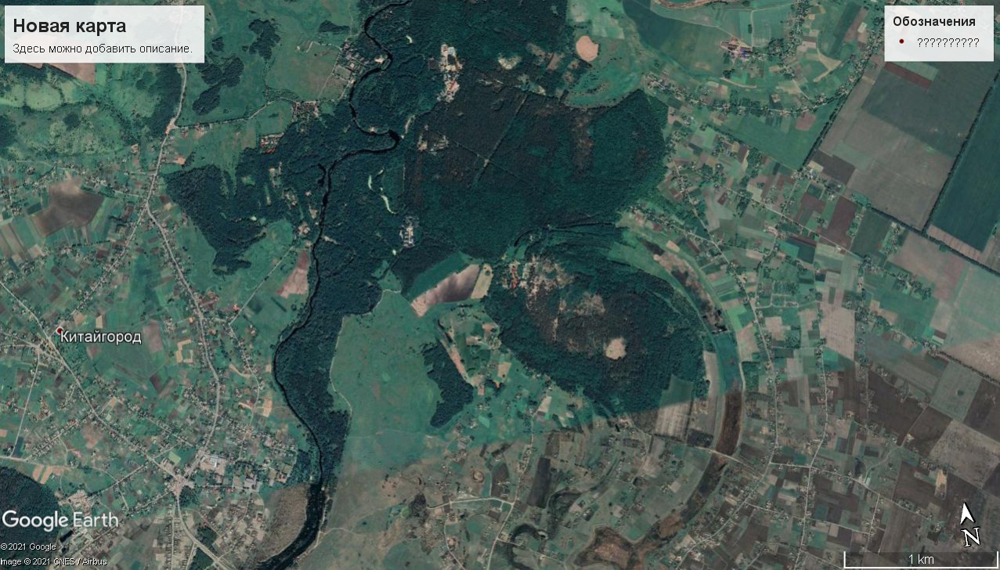 Новая карта
Здесь можно добавить описание.
Обозначения
??????????
Китайгород
Google Earth
©2021 Google
Image © 2021 CNES / Airbus
N
1 km